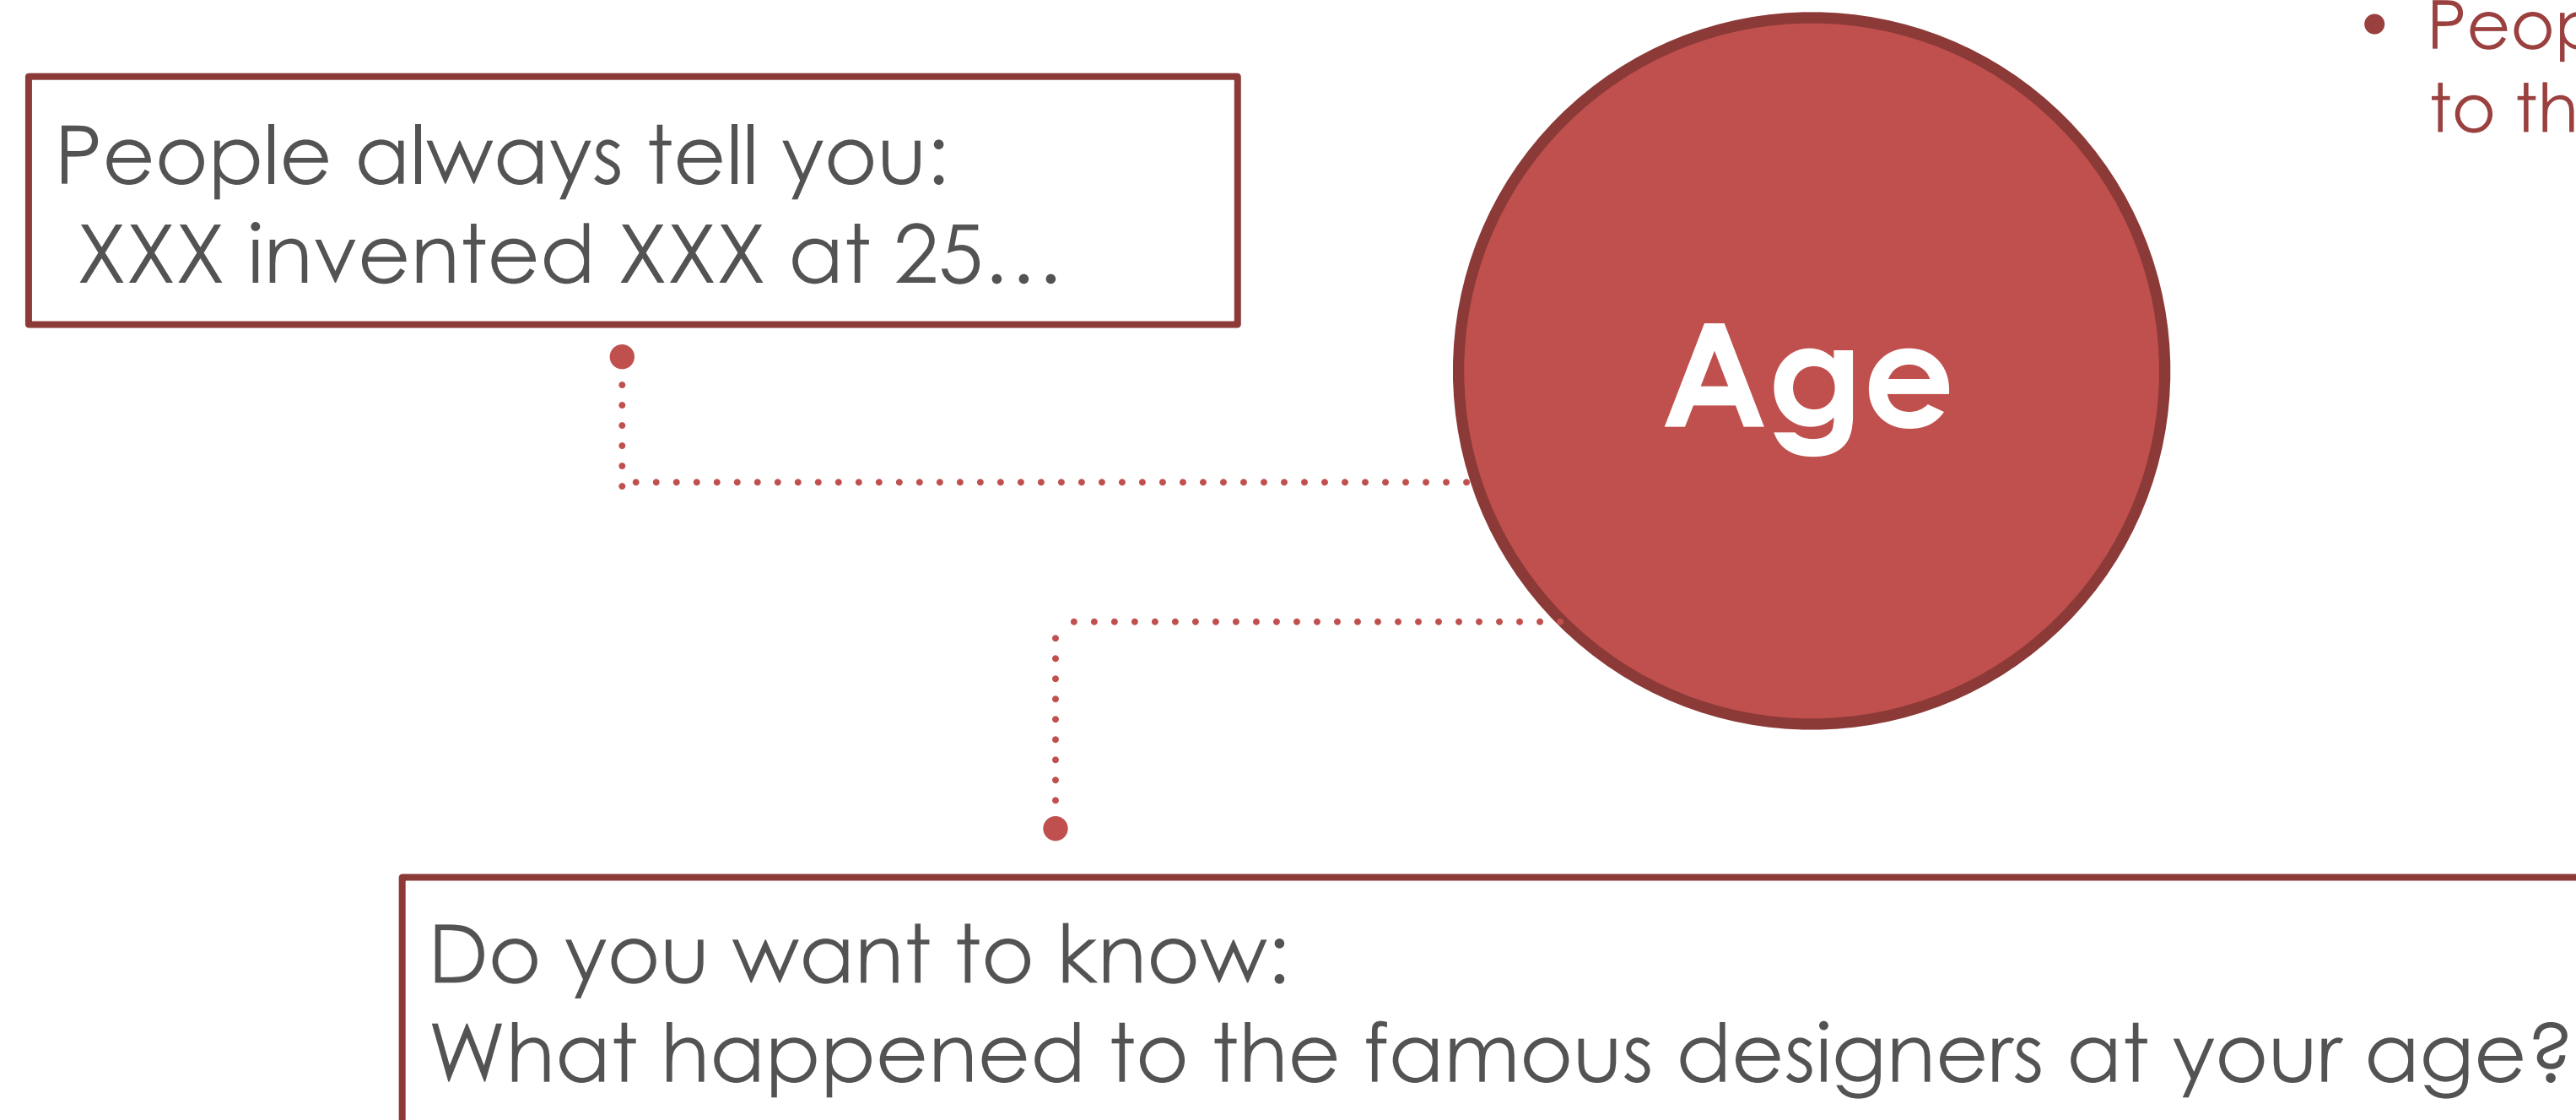 People always tell you:
XXX invented XXX at 25...
Age
to
Do you want to know:
What happened to the famous designers at your age?